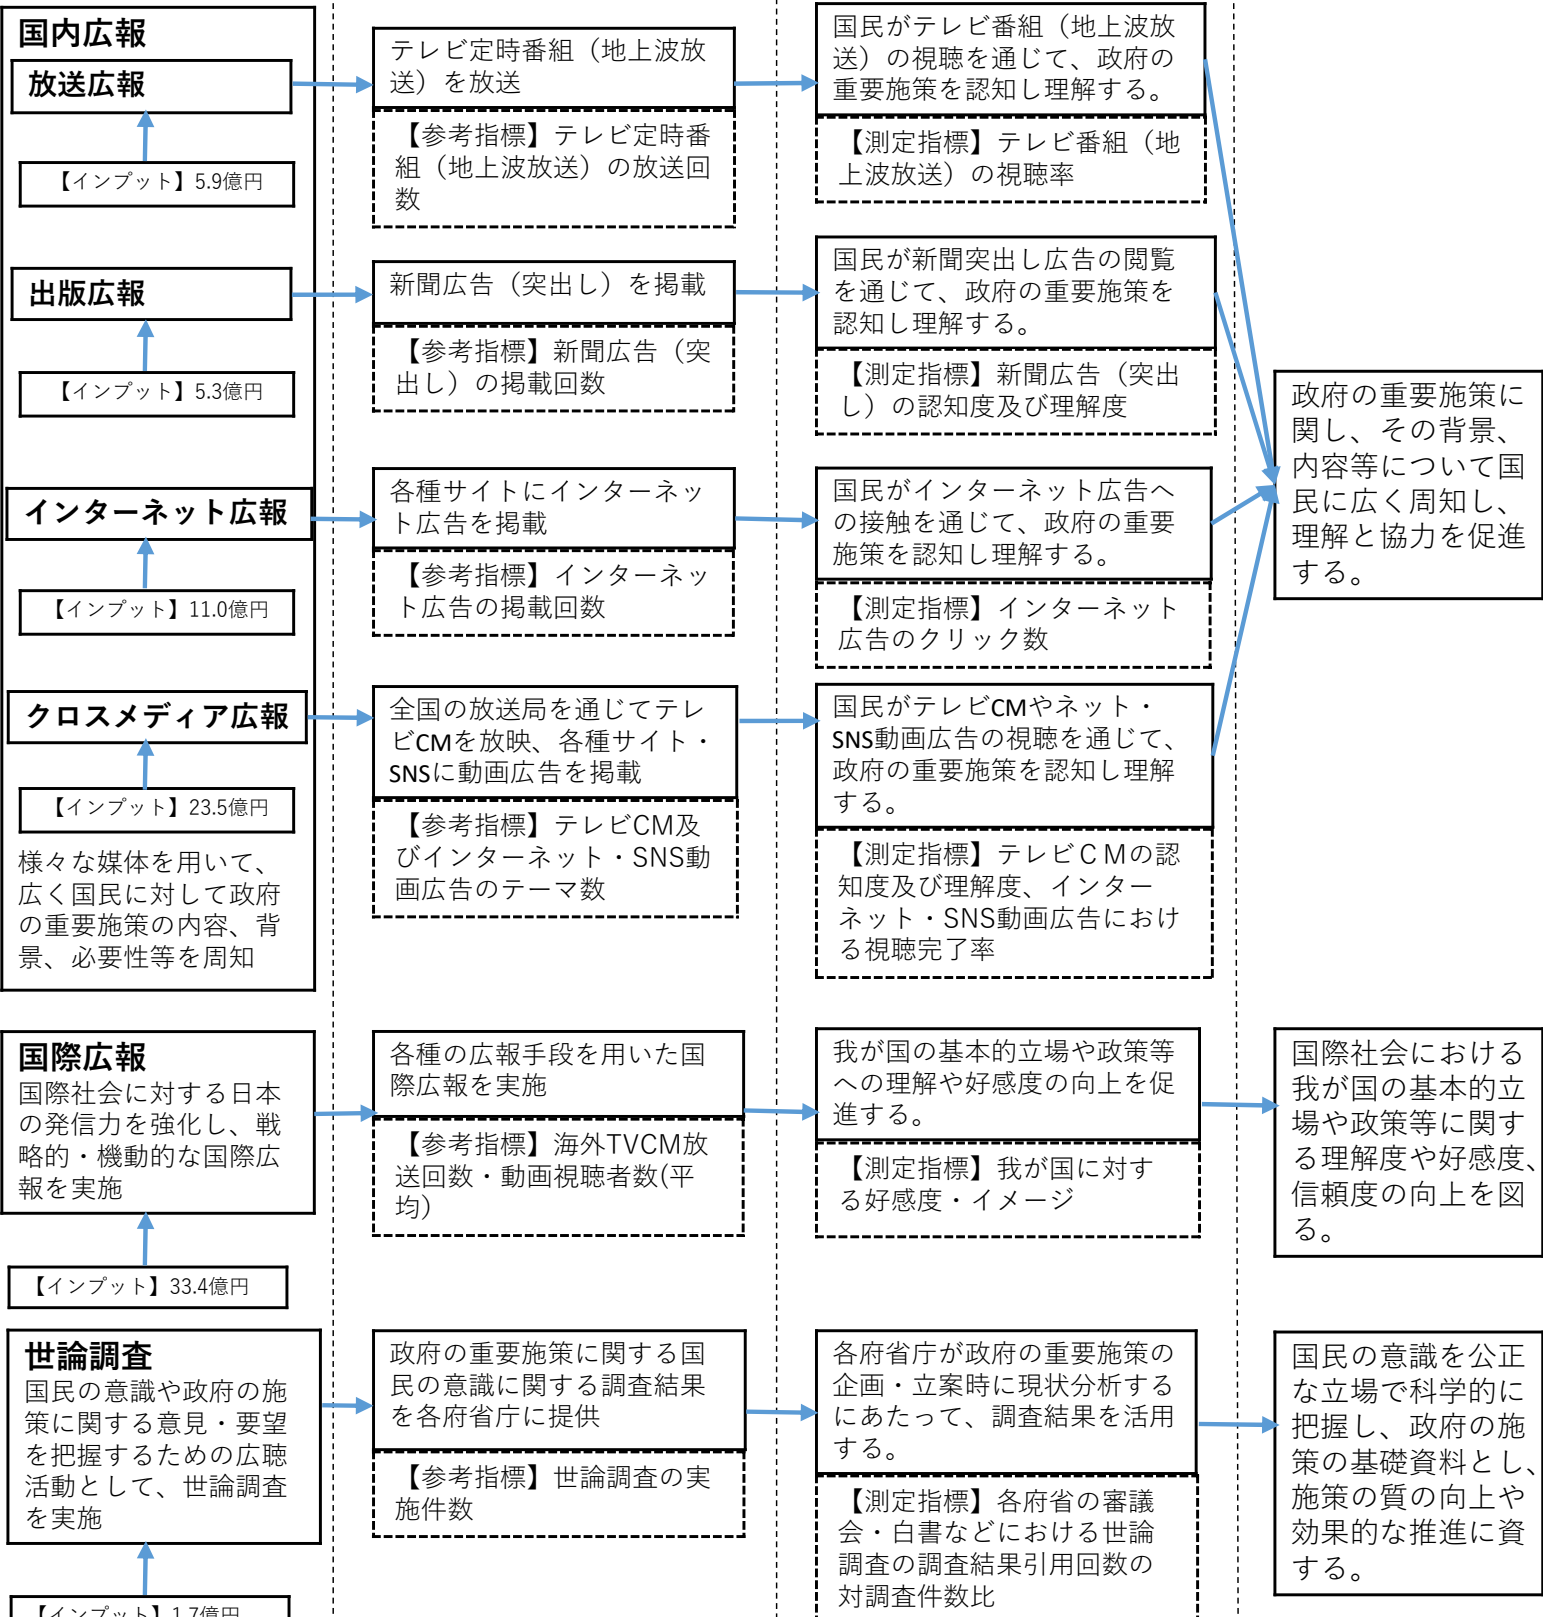 国内広報
放送広報
【インプット】5.9億円
テレビ定時番組（地上波放
送）を放送
【参考指標】テレビ定時番
組（地上波放送）の放送回
数
国民がテレビ番組（地上波放
送）の視聴を通じて、政府の
重要施策を認知し理解する。
【測定指標】テレビ番組（地
上波放送）の視聴率
出版広報
【インプット】5.3億円
新聞広告（突出し）を掲載
【参考指標】新聞広告（突
出し）の掲載回数
国民が新聞突出し広告の閲覧
を通じて、政府の重要施策を
認知し理解する。
【測定指標】新聞広告（突出
し）の認知度及び理解度
インターネット広報
【インプット】11.0億円
各種サイトにインターネッ
ト広告を掲載
【参考指標】インターネッ
ト広告の掲載回数
国民がインターネット広告へ
の接触を通じて、政府の重要
施策を認知し理解する。
【測定指標】インターネット
広告のクリック数
クロスメディア広報
【インプット】23.5億円
様々な媒体を用いて、
広く国民に対して政府
の重要施策の内容、背
景、必要性等を周知
全国の放送局を通じてテレ
ビCMを放映、各種サイト・
SNSに動画広告を掲載
【参考指標】テレビCM及
びインターネット・SNS動
画広告のテーマ数
国民がテレビCMやネット・
SNS動画広告の視聴を通じて、
政府の重要施策を認知し理解
する。
【測定指標】テレビＣＭの認
知度及び理解度、インター
ネット・SNS動画広告におけ
る視聴完了率
政府の重要施策に
関し、その背景、
内容等について国
民に広く周知し、
理解と協力を促進
する。
国際広報
国際社会に対する日本
の発信力を強化し、戦
略的・機動的な国際広
報を実施
【インプット】33.4億円
各種の広報手段を用いた国
際広報を実施
【参考指標】海外TVCM放
送回数・動画視聴者数(平
均）
我が国の基本的立場や政策等
への理解や好感度の向上を促
進する。
【測定指標】我が国に対す
る好感度・イメージ
国際社会における
我が国の基本的立
場や政策等に関す
る理解度や好感度、
信頼度の向上を図
る。
世論調査
国民の意識や政府の施
策に関する意見・要望
を把握するための広聴
活動として、世論調査
を実施
【インプット】1.7億円
政府の重要施策に関する国
民の意識に関する調査結果
を各府省庁に提供
【参考指標】世論調査の実
施件数
各府省庁が政府の重要施策の
企画・立案時に現状分析する
にあたって、調査結果を活用
する。
【測定指標】各府省の審議
会・白書などにおける世論
調査の調査結果引用回数の
対調査件数比
国民の意識を公正
な立場で科学的に
把握し、政府の施
策の基礎資料とし、
施策の質の向上や
効果的な推進に資
する。